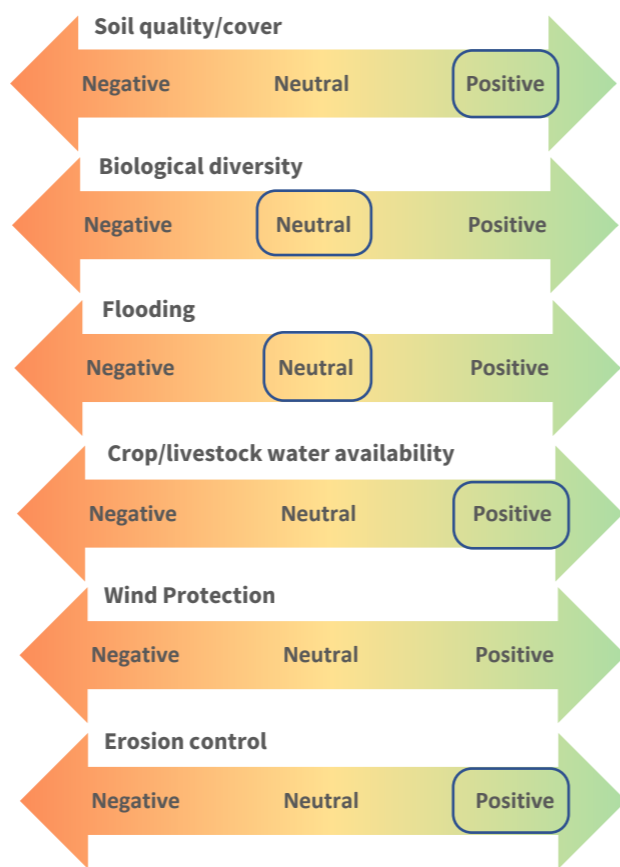 Soil quality/cover
Negative Neutral Positive
Biological diversity
Negative Neutral Positive
Flooding
Negative Neutral Positive
Crop/livestock water availability
Negative Neutral Positive
Wind Protection
Negative Neutral Positive
Erosion control
Negative Neutral Positive